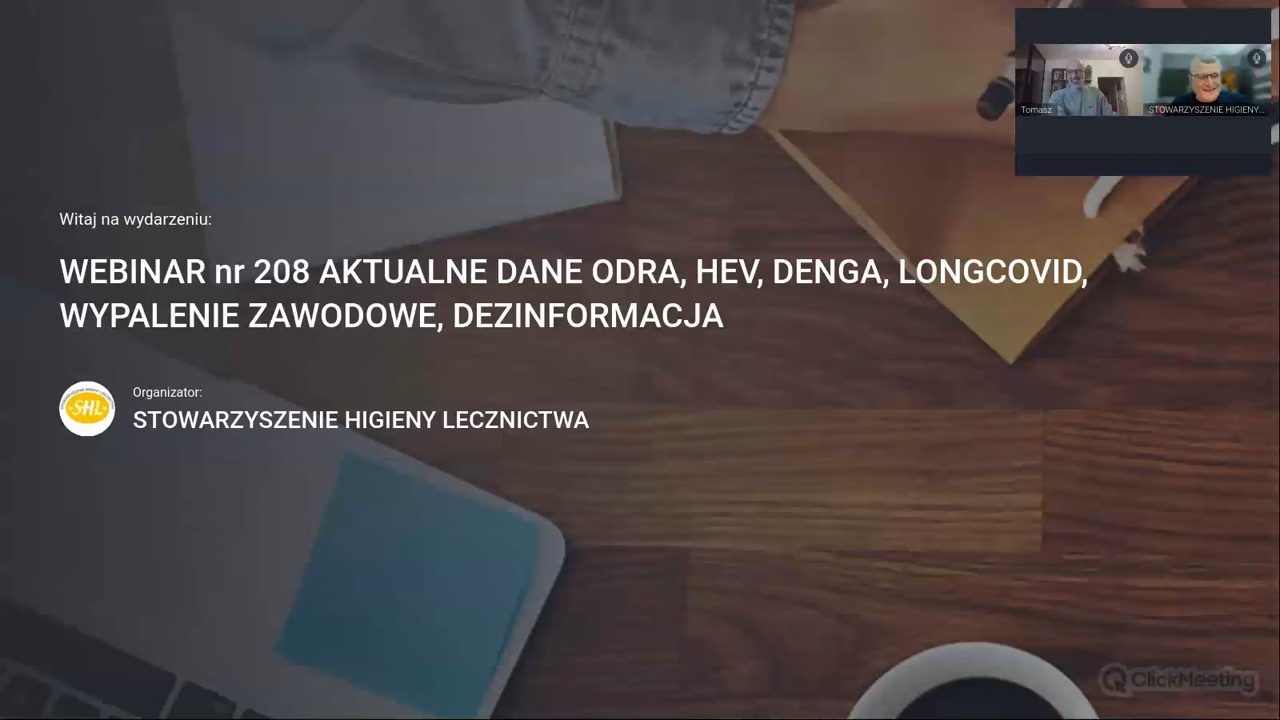 Tomasz
STOWARZYSZENIE HIGIENY...
Witaj na wydarzeniu:
WEBINAR nr 208 AKTUALNE DANE ODRA, HEV, DENGA, LONGCOVID,
WYPALENIE ZAWODOWE, DEZINFORMACJA
SHL
Organizator:
STOWARZYSZENIE HIGIENY LECZNICTWA
ClickMeeting